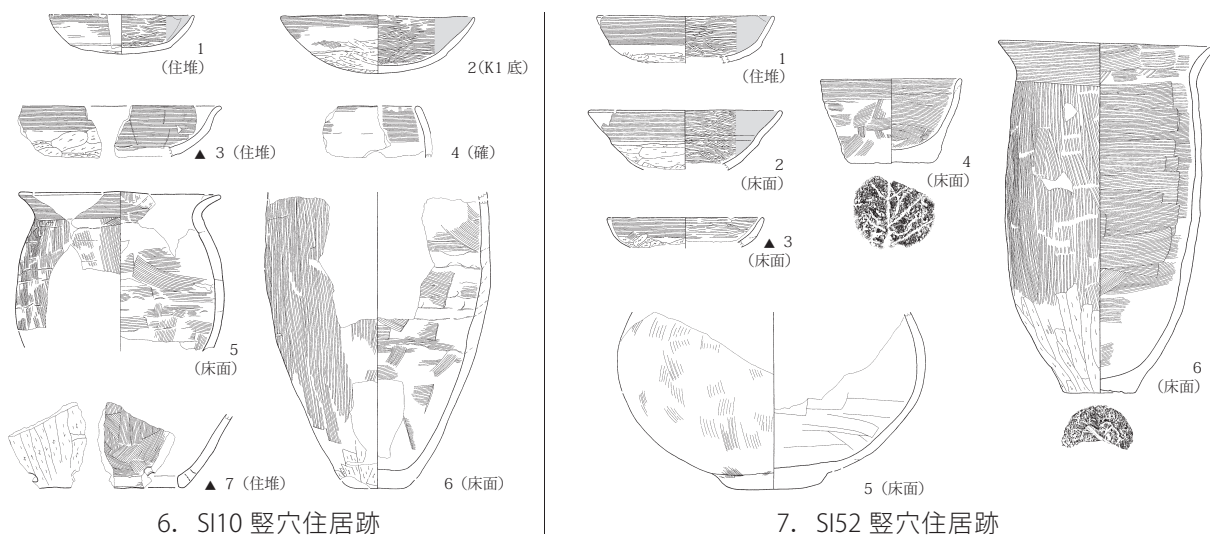 1
(住堆)
2(K1 底)
▲ 3 (住堆)
4 (確)
5
(床面)
6 (床面)
▲ 7 (住堆)
6. SI10 竪穴住居跡
1
(住堆)
2
(床面)
▲ 3
(床面)
4
(床面)
5 (床面)
6
(床面)
7. SI52 竪穴住居跡